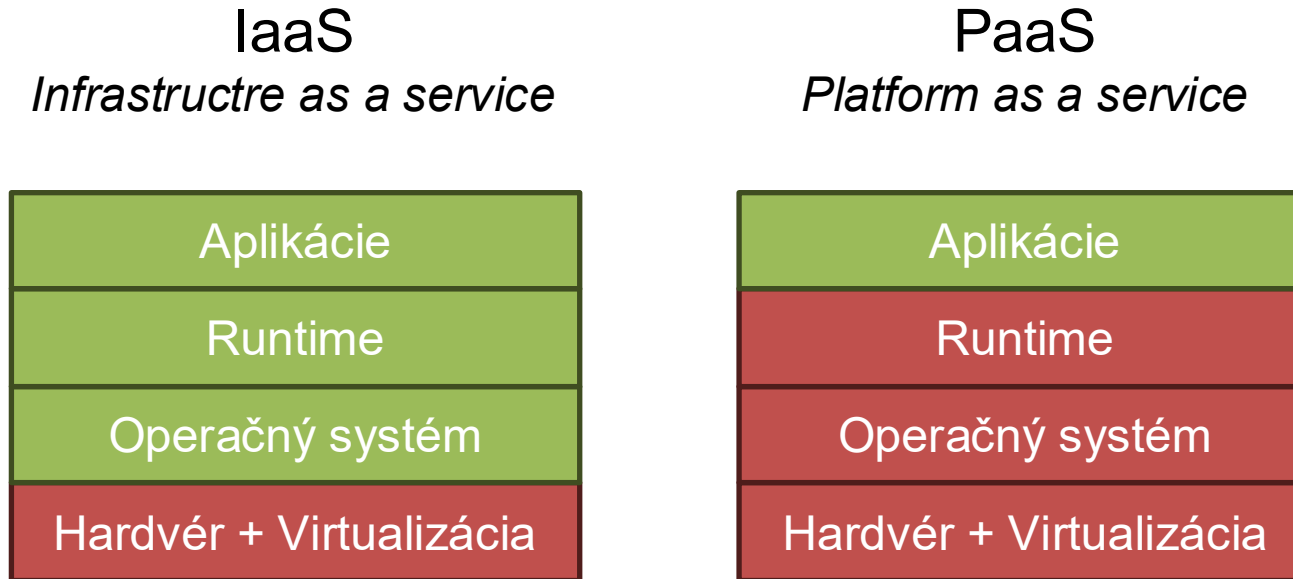 IaaS
Infrastructre as a service
Aplikácie
Runtime
Operačný systém
Hardvér + Virtualizácia
PaaS
Platform as a service
Aplikácie
Runtime
Operačný systém
Hardvér + Virtualizácia